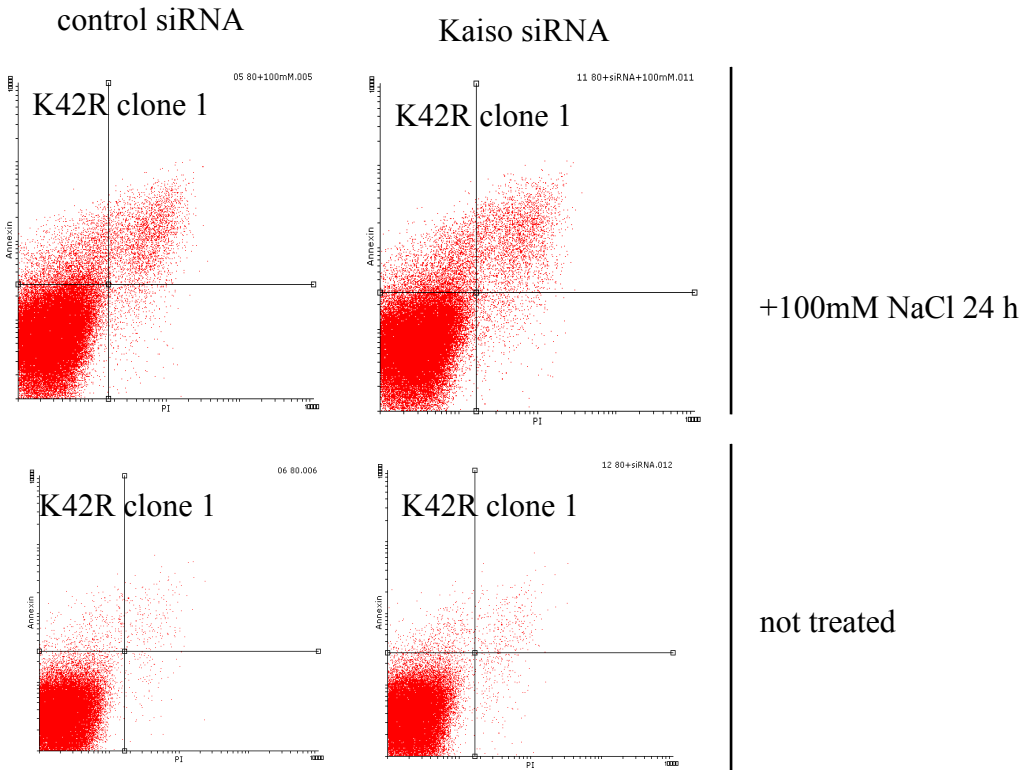 control siRNA
Kaiso siRNA
05 80+100mM.005
K42R clone 1
Annexin
PI
10000
11 80+siRNA+100mM.011
K42R clone 1
Annexin
PI
10000
+100mM NaCl 24 h
06 80.006
K42R clone 1
Annexin
PI
12 80+siRNA.012
K42R clone 1
Annexin
PI
not treated